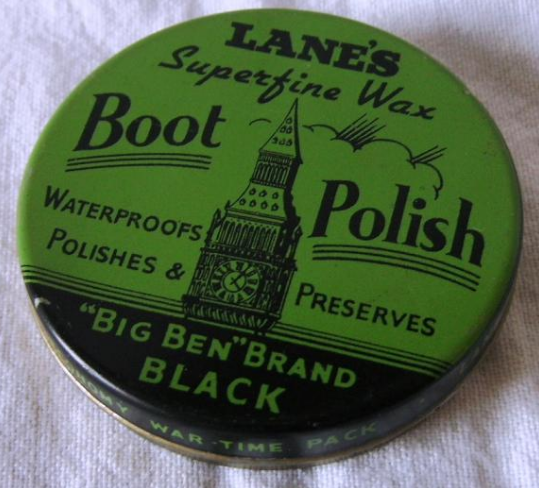 LANE'S
Superfine Wax
Boot
Polish
WATERPROOFS
POLISHES &
PRESERVES
"BIG BEN" BRAND
BLACK
WAR-TIME PACK